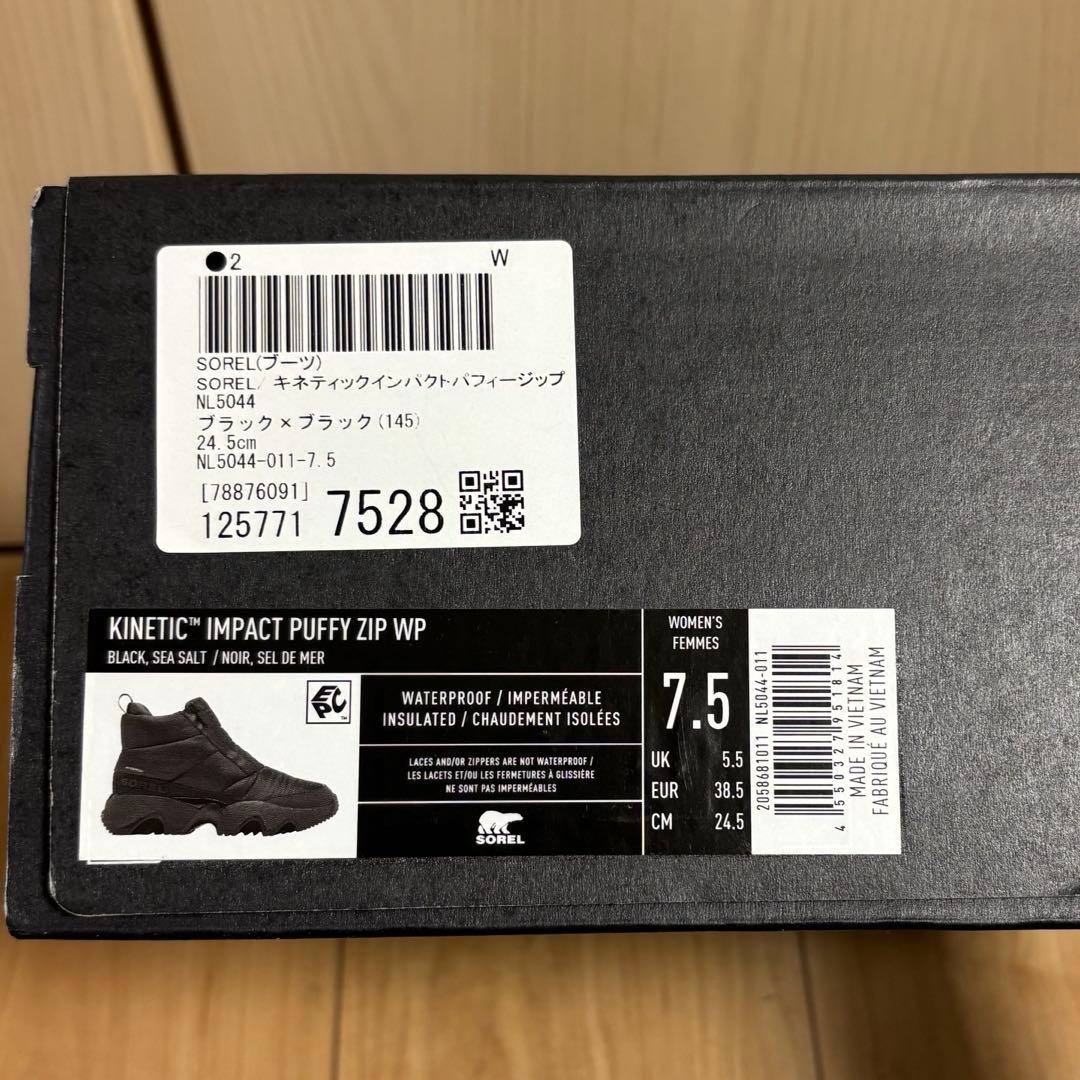 ●2 W
SOREL(ブーツ)
SOREL/ キネティックインパクトパフィージップ
NL5044
ブラック×ブラック(145)
24.5cm
NL5044-011-7.5
[78876091]
125771 7528
KINETIC™ IMPACT PUFFY ZIP WP
BLACK, SEA SALT / NOIR, SEL DE MER
EPC™
SOREL
WATERPROOF / IMPERMÉABLE
INSULATED / CHAUDEMENT ISOLÉES
LACES AND/OR ZIPPERS ARE NOT WATERPROOF /
LES LACETS ET/OU LES FERMETURES À GLISSIÈRE
NE SONT PAS IMPERMÉABLES
SOREL
WOMEN'S
FEMMES
7.5
UK 5.5
EUR 38.5
CM 24.5
2058681011 NL5044-011
4 550327 951814
MADE IN VIETNAM
FABRIQUÉ AU VIETNAM